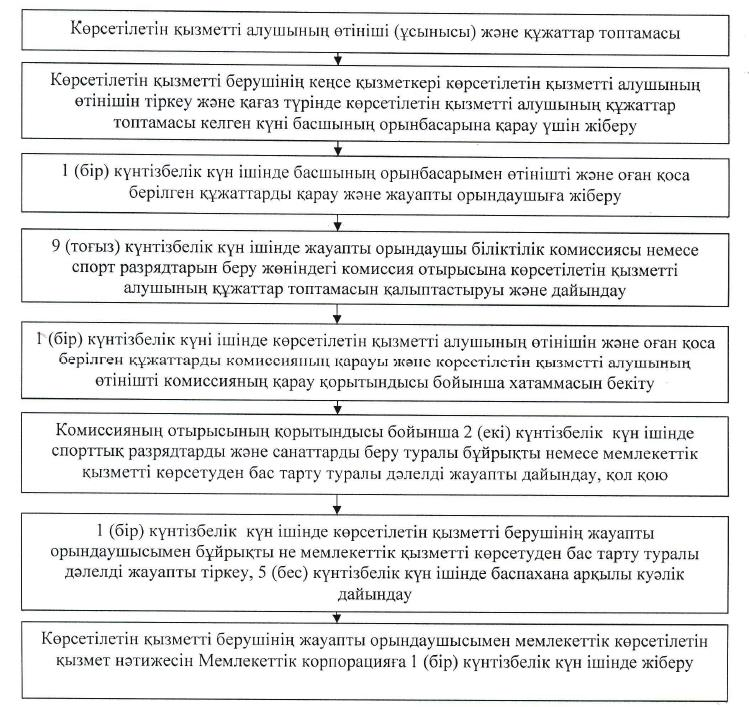 Көрсетілетін қызметті алушының өтініші (ұсынысы) және құжаттар топтамасы
Көрсетілетін қызметті берушінің кеңсе қызметкері көрсетілетін қызметті алушының
өтінішін тіркеу және қағаз түрінде көрсетілетін қызметті алушының құжаттар
топтамасы келген күні басшының орынбасарына қарау үшін жіберу
1 (бір) күнтізбелік күн ішінде басшының орынбасарымен өтінішті және оған қоса
берілген құжаттарды қарау және жауапты орындаушыға жіберу
9 (тоғыз) күнтізбелік күн ішінде жауапты орындаушы біліктілік комиссиясы немесе
спорт разрядтарын беру жөніндегі комиссия отырысына көрсетілетін қызметті
алушының құжаттар топтамасын қалыптастыруы және дайындау
1 (бір) күнтізбелік күні ішінде көрсетілетін қызметті алушының өтінішін және оған қоса
берілген құжаттарды комиссияның қарауы және көрсетілетін қызметті алушының
өтінішті комиссияның қарау қорытындысы бойынша хатаммасын бекіту
Комиссияның отырысының қорытындысы бойынша 2 (екі) күнтізбелік күн ішінде
спорттық разрядтарды және санаттарды беру туралы бұйрықты немесе мемлекеттік
қызметті көрсетуден бас тарту туралы дәлелді жауапты дайындау, қол қою
1 (бір) күнтізбелік күн ішінде көрсетілетін қызметті берушінің жауапты
орындаушысымен бұйрықты не мемлекеттік қызметті көрсетуден бас тарту туралы
дәлелді жауапты тіркеу, 5 (бес) күнтізбелік күн ішінде баспахана арқылы куәлік
дайындау
Көрсетілетін қызметті берушінің жауапты орындаушысымен мемлекеттік көрсетілетін
қызмет нәтижесін Мемлекеттік корпорацияға 1 (бір) күнтізбелік күн ішінде жіберу